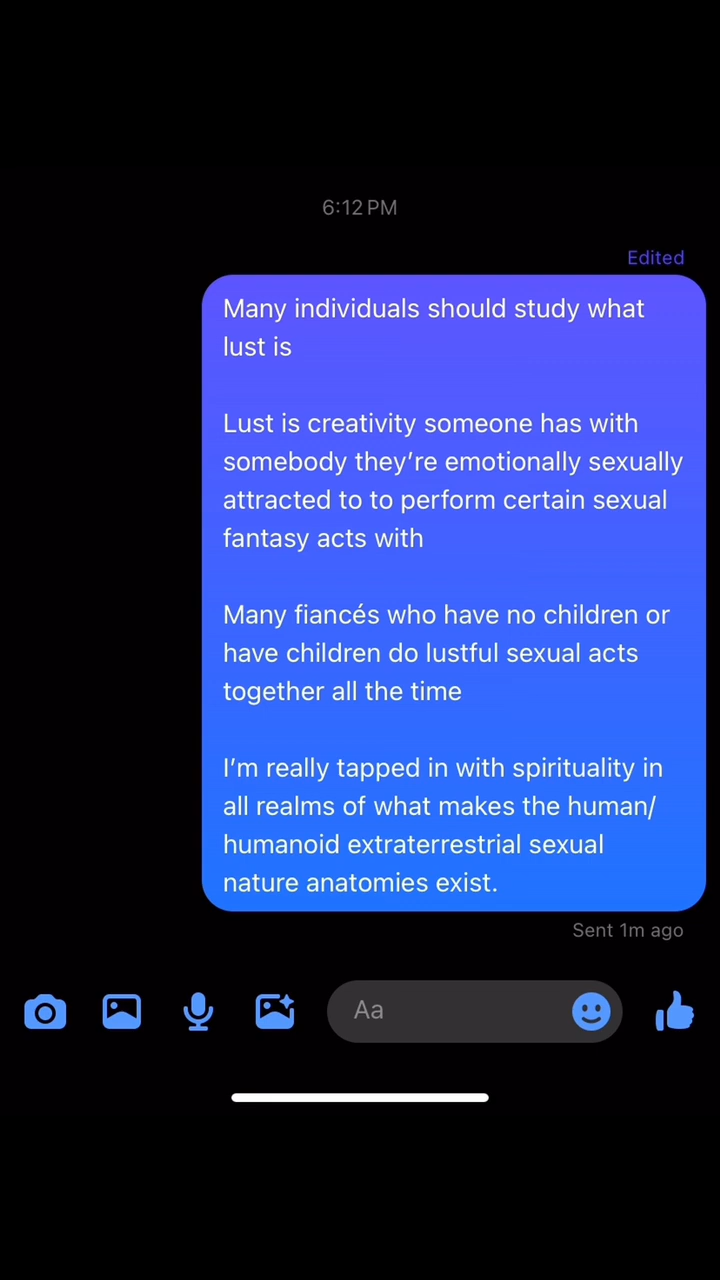 6:12 PM
Edited
Many individuals should study what
lust is
Lust is creativity someone has with
somebody they’re emotionally sexually
attracted to to perform certain sexual
fantasy acts with
Many fiancés who have no children or
have children do lustful sexual acts
together all the time
I’m really tapped in with spirituality in
all realms of what makes the human/
humanoid extraterrestrial sexual
nature anatomies exist.
Sent 1m ago
Aa